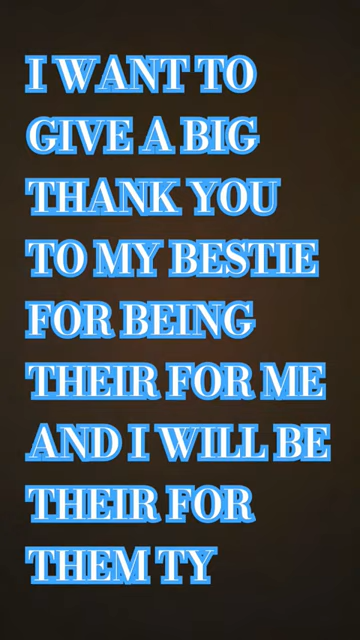 I WANT TO
GIVE A BIG
THANK YOU
TO MY BESTIE
FOR BEING
THEIR FOR ME
AND I WILL BE
THEIR FOR
THEM TY